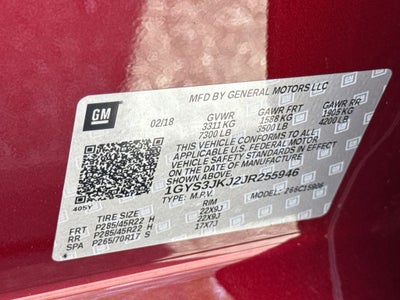 GM
MFD BY GENERAL MOTORS LLC
02/18 GVWR GAWR FRT GAWR RR
3311 KG 1588 KG 1905 KG
7300 LB 3500 LB 4200 LB
THIS VEHICLE CONFORMS TO ALL
APPLICABLE U.S. FEDERAL MOTOR
VEHICLE SAFETY STANDARDS IN EFFECT
ON THE DATE OF MANUFACTURE
1GYS3JKJ2JR255946
TYPE: M.P.V. MODEL:
405Y
TIRE SIZE RIM
FRT P285/45R22 H 22X9J
RR P285/45R22 H 22X9J
SPA P265/70R17 S 17X7J